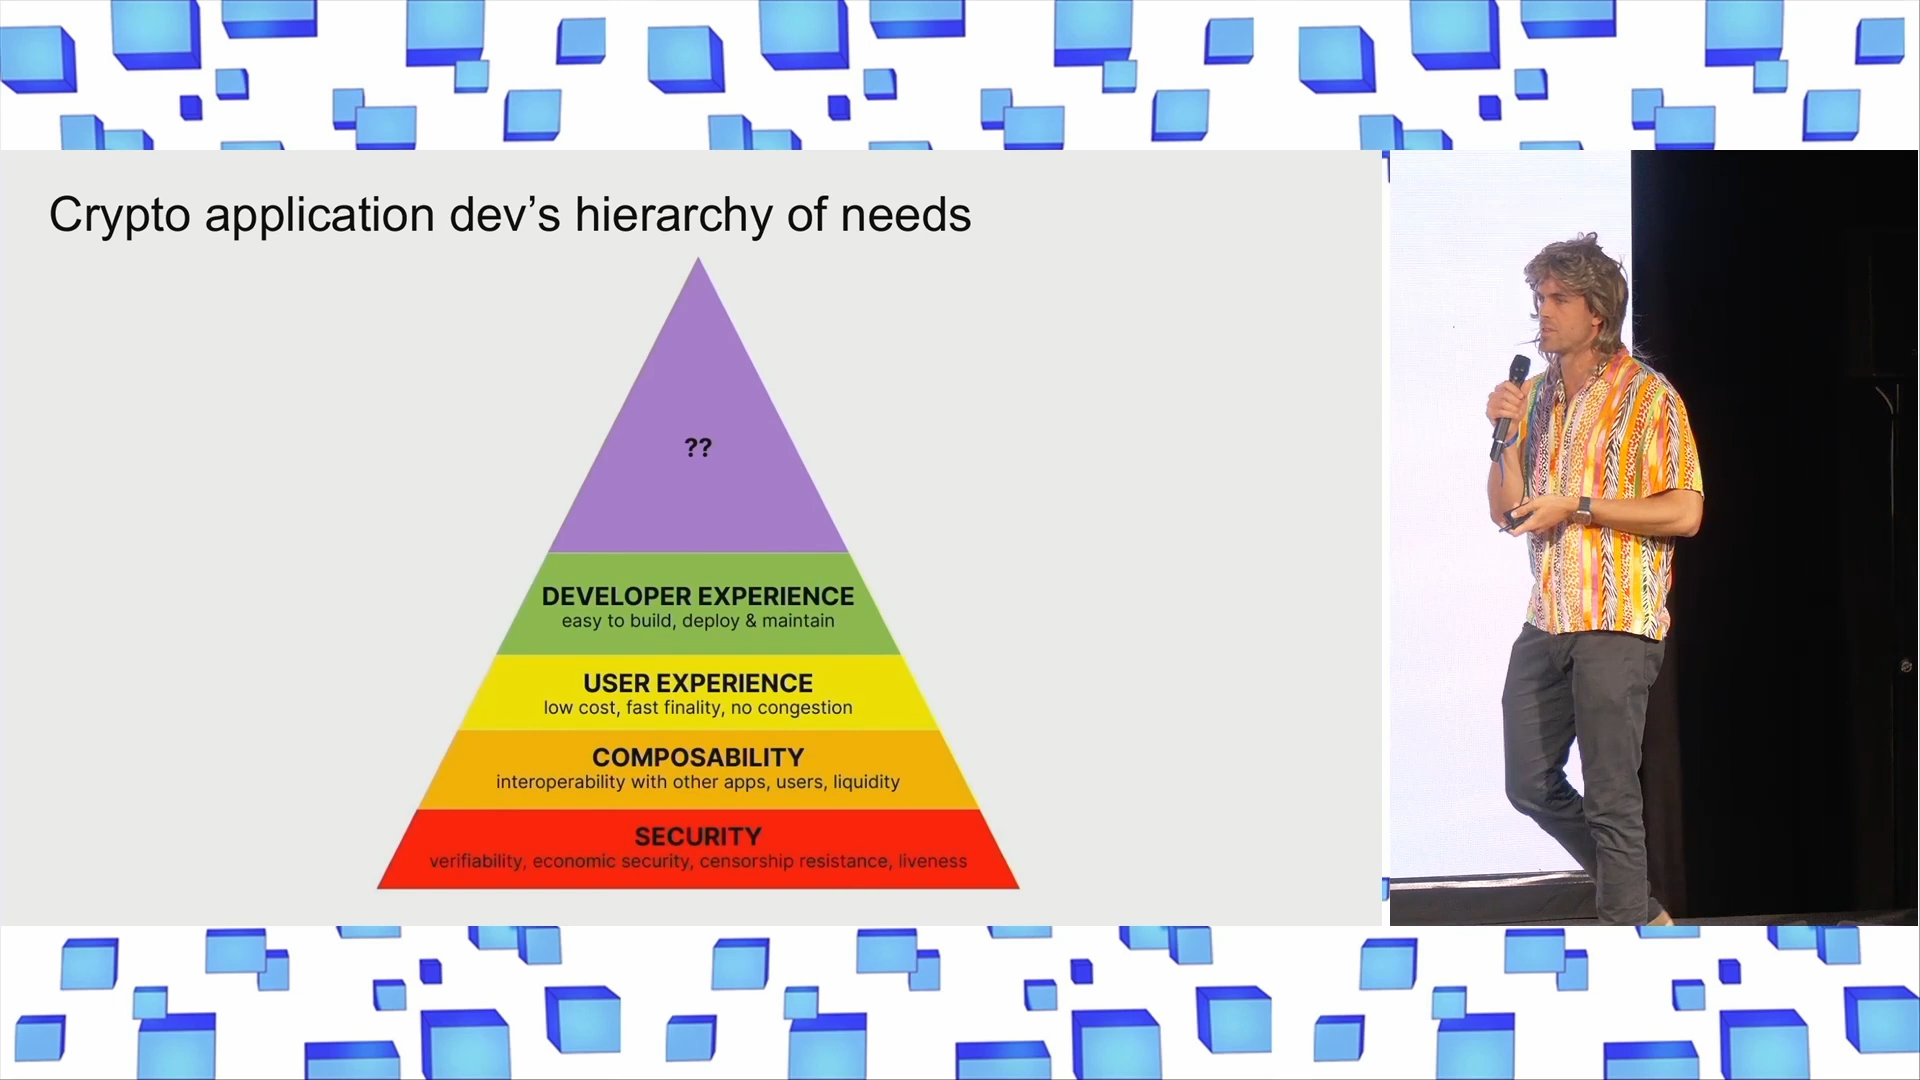 Crypto application dev’s hierarchy of needs
??
DEVELOPER EXPERIENCE
easy to build, deploy & maintain
USER EXPERIENCE
low cost, fast finality, no congestion
COMPOSABILITY
interoperability with other apps, users, liquidity
SECURITY
verifiability, economic security, censorship resistance, liveness